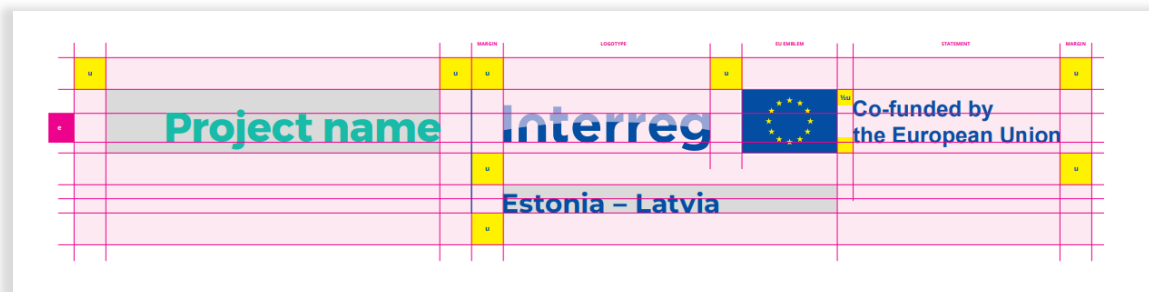 MARGIN LOGOTYPE EU EMBLEM STATEMENT MARGIN
u u u u u
½u
e Project name Interreg Co-funded by
the European Union
u u
Estonia – Latvia
u